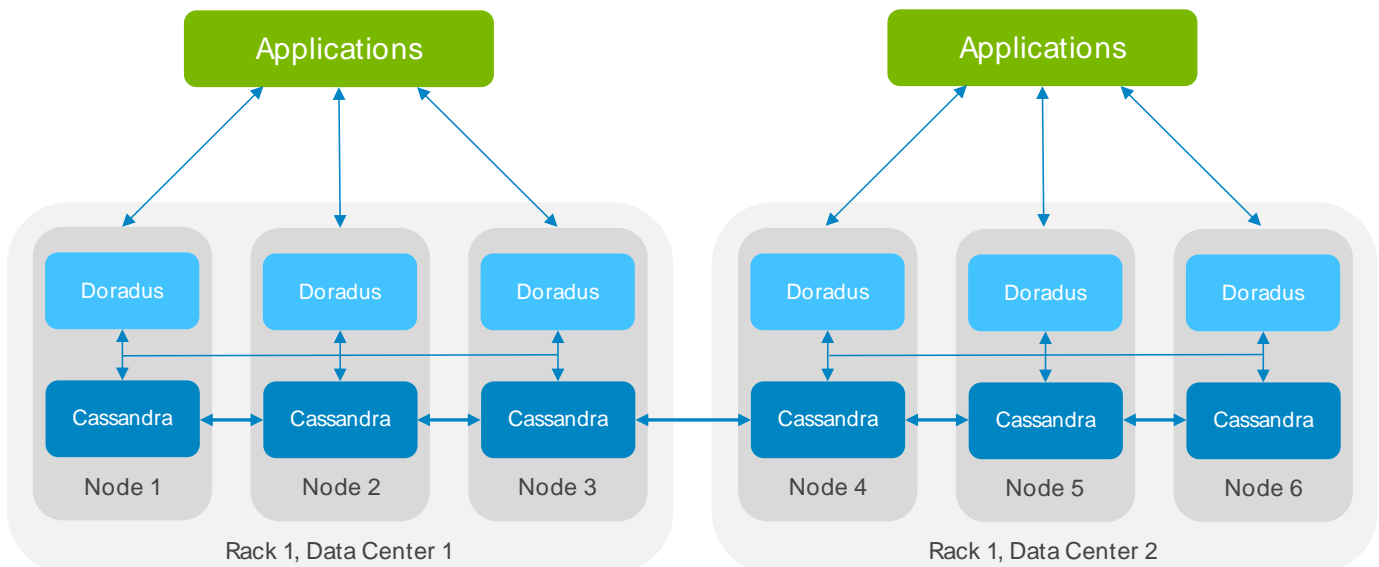 Applications
Applications
Doradus
Doradus
Doradus
Doradus
Doradus
Doradus
Cassandra
Cassandra
Cassandra
Cassandra
Cassandra
Cassandra
Node 1
Node 2
Node 3
Node 4
Node 5
Node 6
Rack 1, Data Center 1
Rack 1, Data Center 2